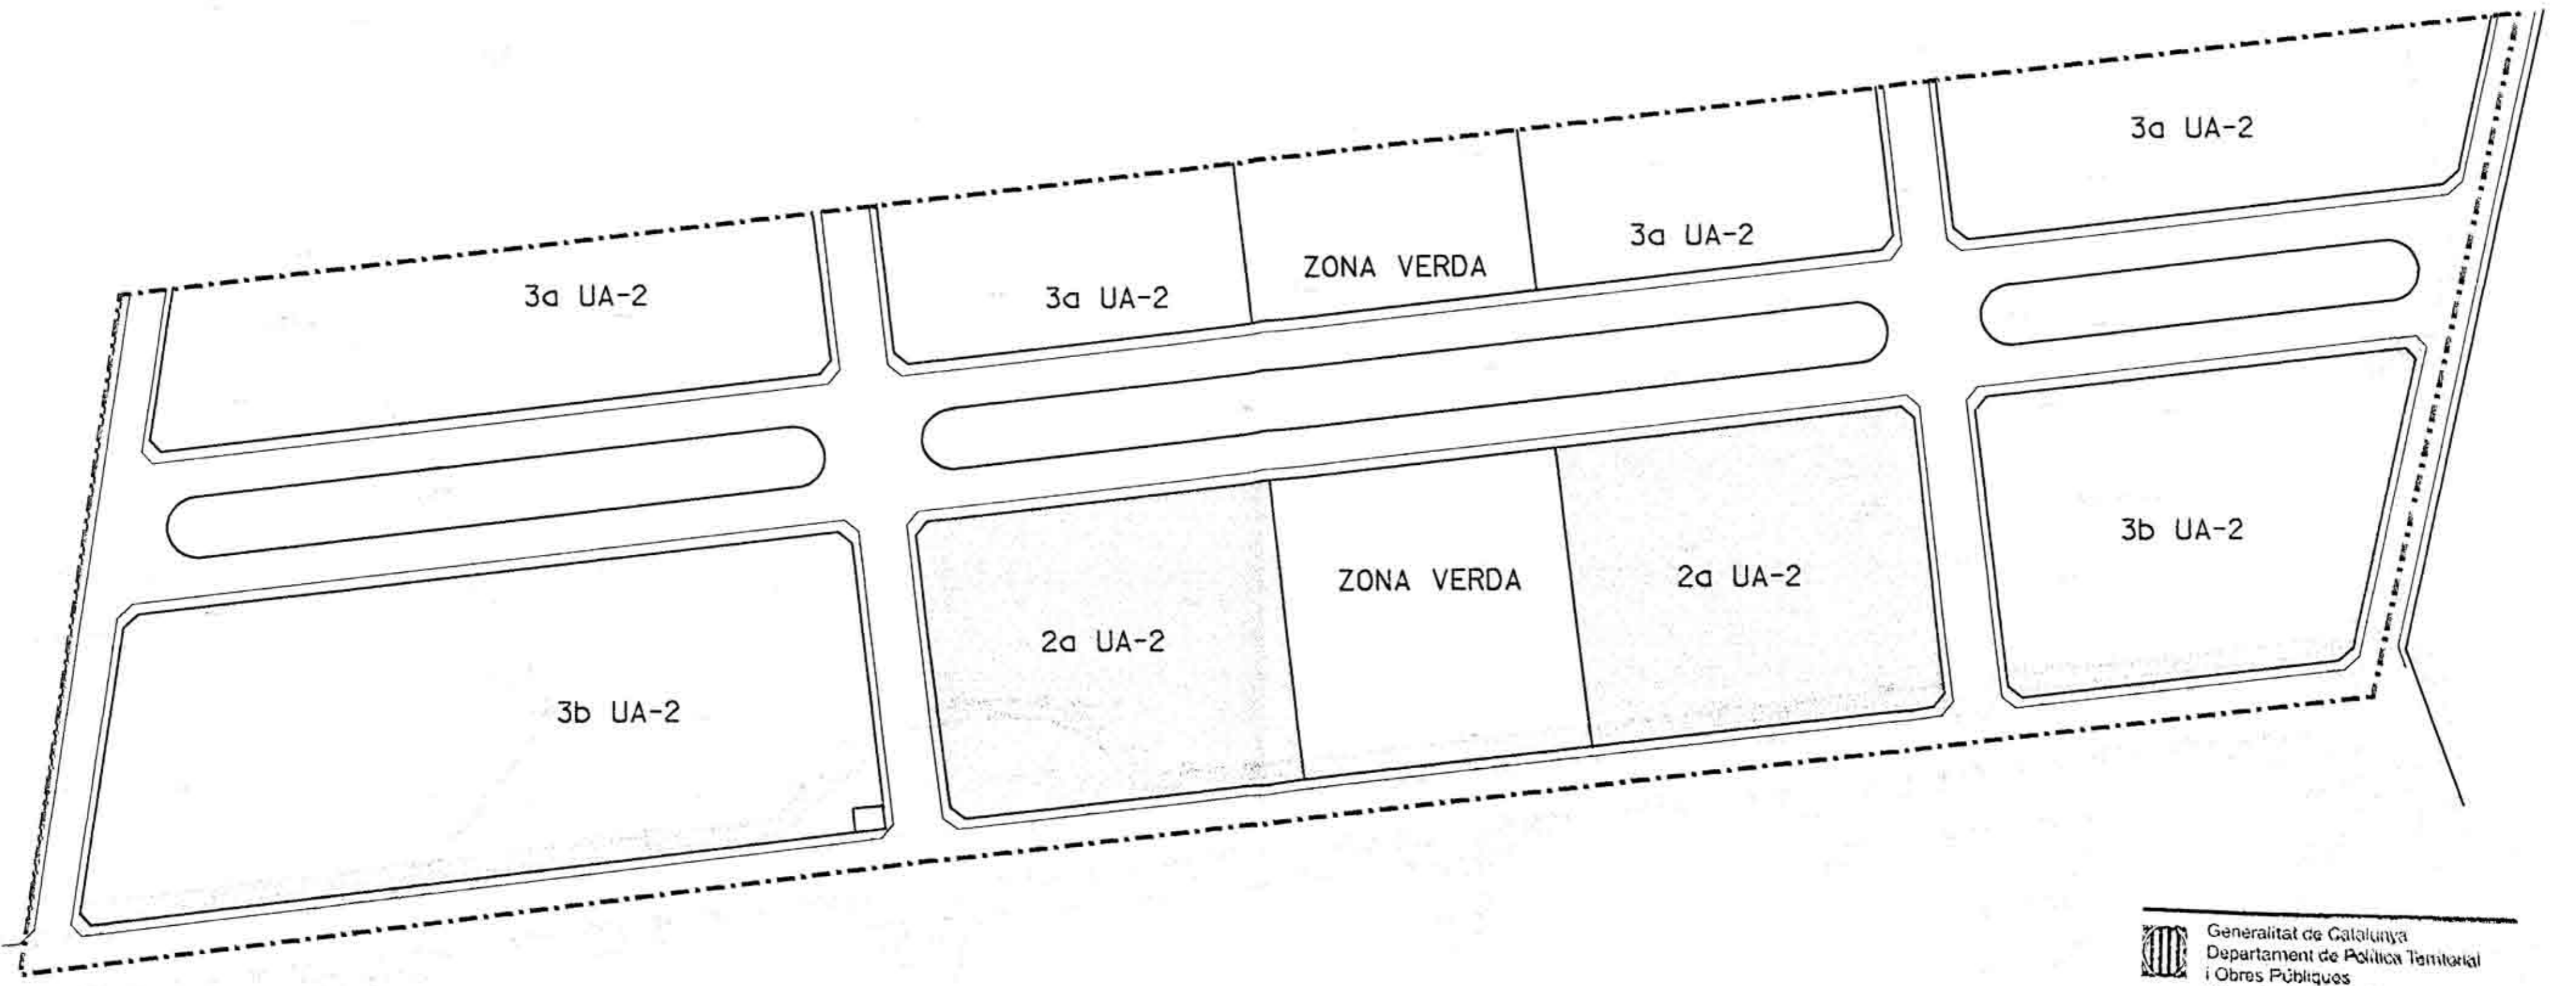 3a UA-2
3a UA-2
ZONA VERDA
3a UA-2
3a UA-2
3b UA-2
2a UA-2
ZONA VERDA
2a UA-2
3b UA-2
Generalitat de Catalunya
Departament de Política Territorial
i Obres Públiques